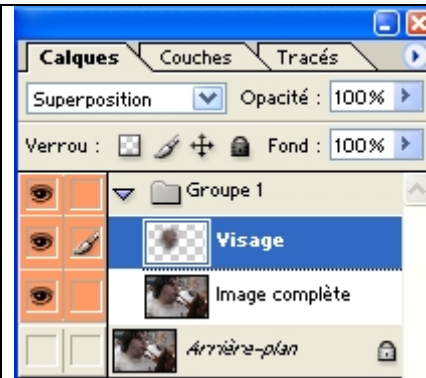 Calques Couches Tracés
Superposition Opacité : 100%
Verrou : Fond : 100%
Groupe 1
Visage
Image complète
Arrière-plan